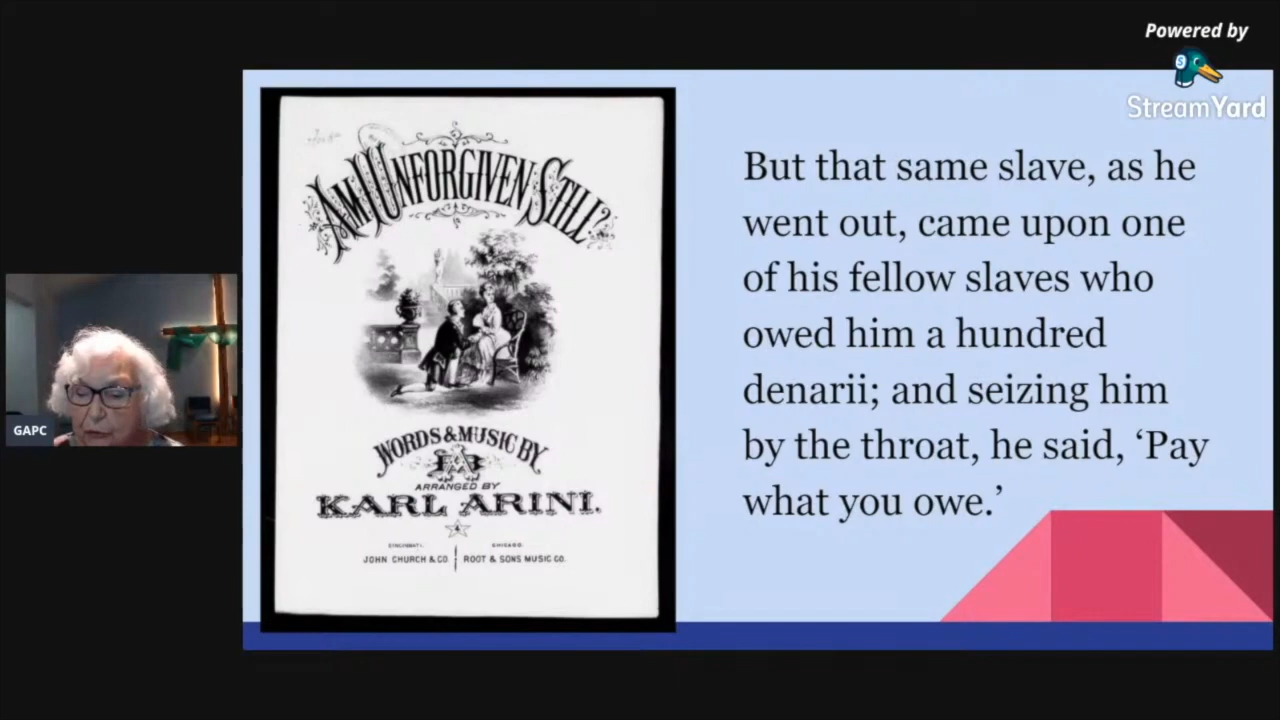 Powered by
StreamYard
AM I UNFORGIVEN STILL?
WORDS & MUSIC BY
ARRANGED BY
KARL ARINI.
4
CINCINNATI.
JOHN CHURCH & CO.
CHICAGO.
ROOT & SONS MUSIC CO.
But that same slave, as he
went out, came upon one
of his fellow slaves who
owed him a hundred
denarii; and seizing him
by the throat, he said, ‘Pay
what you owe.’
GAPC